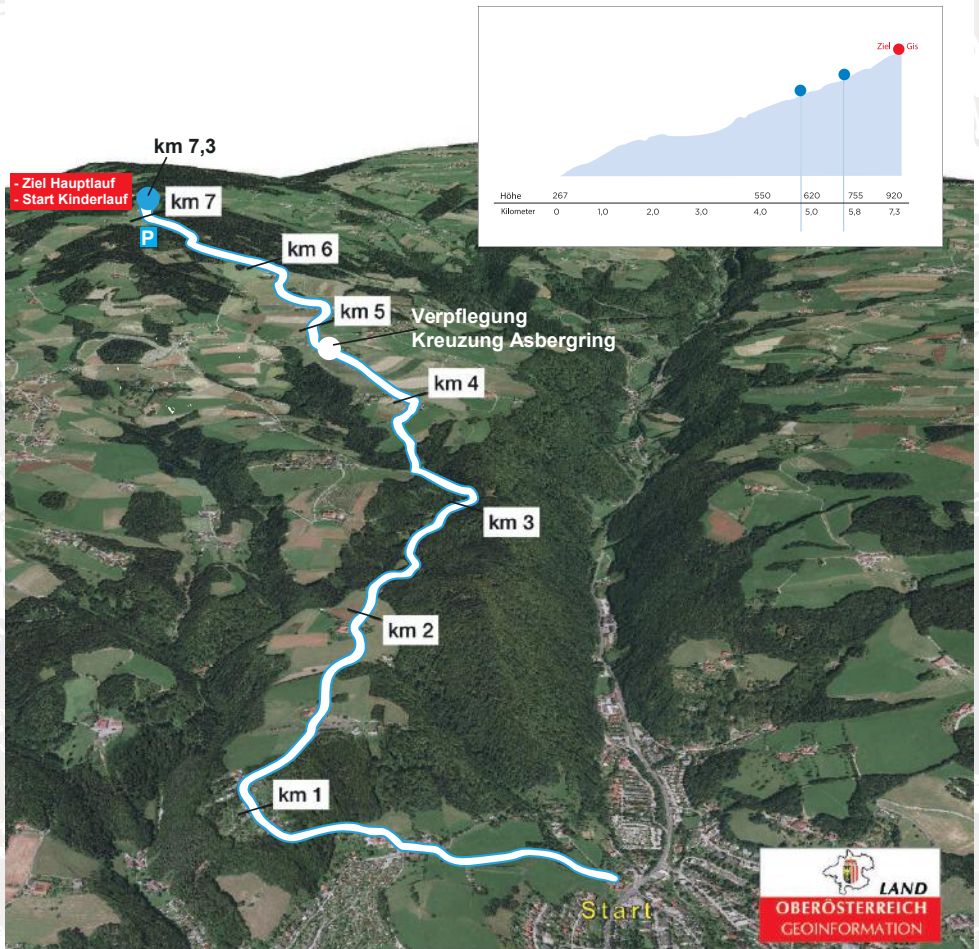 Ziel Gis
Höhe 267 550 620 755 920
Kilometer 0 1,0 2,0 3,0 4,0 5,0 5,8 7,3
km 7,3
- Ziel Hauptlauf
- Start Kinderlauf
km 7
P
km 6
km 5
Verpflegung
Kreuzung Asbergring
km 4
km 3
km 2
km 1
Start
LAND
OBERÖSTERREICH
GEOINFORMATION